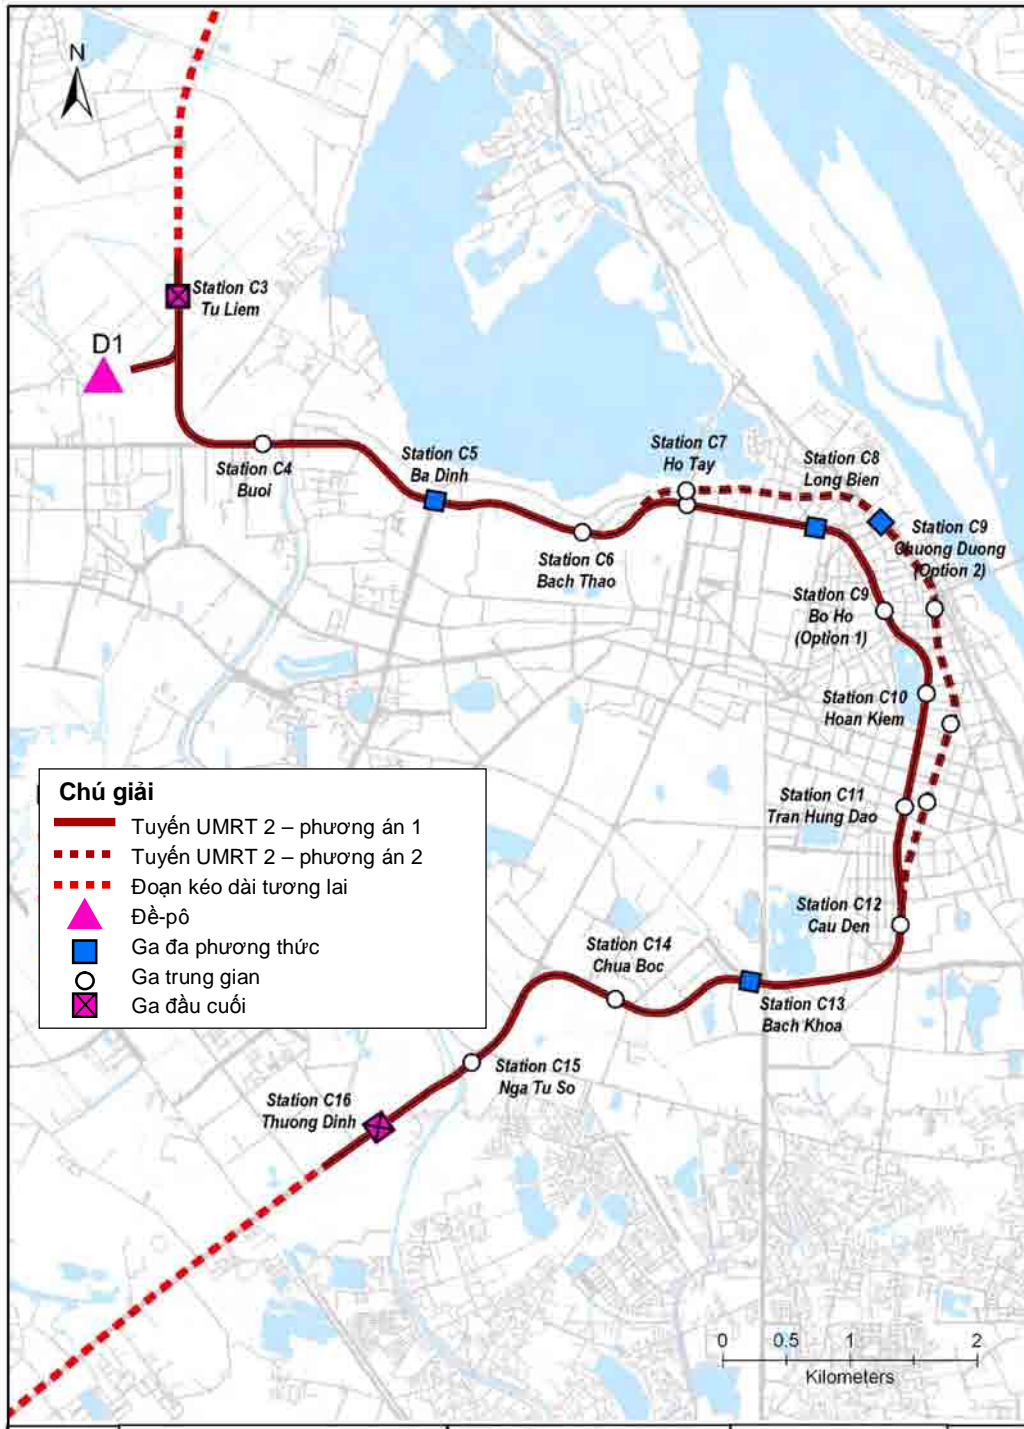 N
Station C3
Tu Liem
D1
Station C4
Buoi
Station C5
Ba Dinh
Station C6
Bach Thao
Station C7
Ho Tay
Station C8
Long Bien
Station C9
Chuong Duong
(Option 2)
Station C9
Bo Ho
(Option 1)
Station C10
Hoan Kiem
Station C11
Tran Hung Dao
Station C12
Cau Den
Station C13
Bach Khoa
Station C14
Chua Boc
Station C15
Nga Tu So
Station C16
Thuong Dinh
Chú giải
Tuyến UMRT 2 – phương án 1
Tuyến UMRT 2 – phương án 2
Đoạn kéo dài tương lai
Đề-pô
Ga đa phương thức
Ga trung gian
Ga đầu cuối
0 0.5 1 2
Kilometers